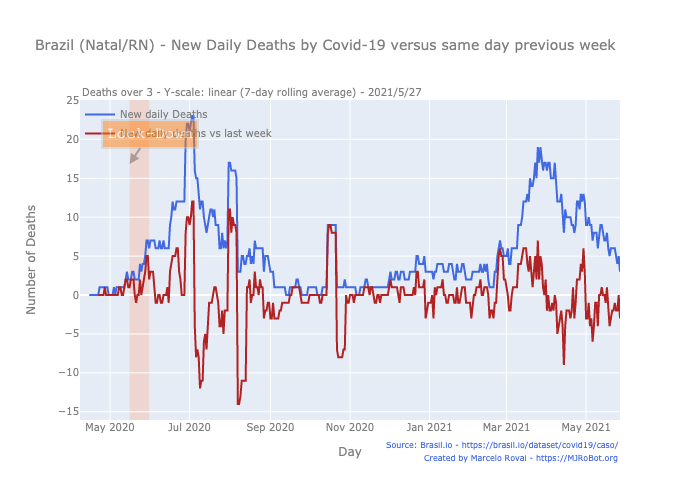 Brazil (Natal/RN) - New Daily Deaths by Covid-19 versus same day previous week
Deaths over 3 - Y-scale: linear (7-day rolling average) - 2021/5/27
New daily Deaths
Lock-Down
New daily deaths vs last week
25
20
15
10
5
0
−5
−10
−15
Number of Deaths
May 2020
Jul 2020
Sep 2020
Nov 2020
Jan 2021
Mar 2021
May 2021
Day
Source: Brasil.io - https://brasil.io/dataset/covid19/caso/
Created by Marcelo Rovai - https://MJRoBot.org